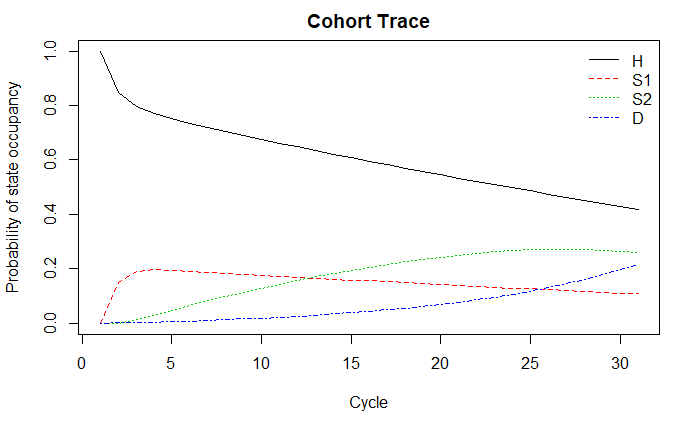 Cohort Trace
Probability of state occupancy
1.0
0.8
0.6
0.4
0.2
0.0
H
S1
S2
D
0 5 10 15 20 25 30
Cycle